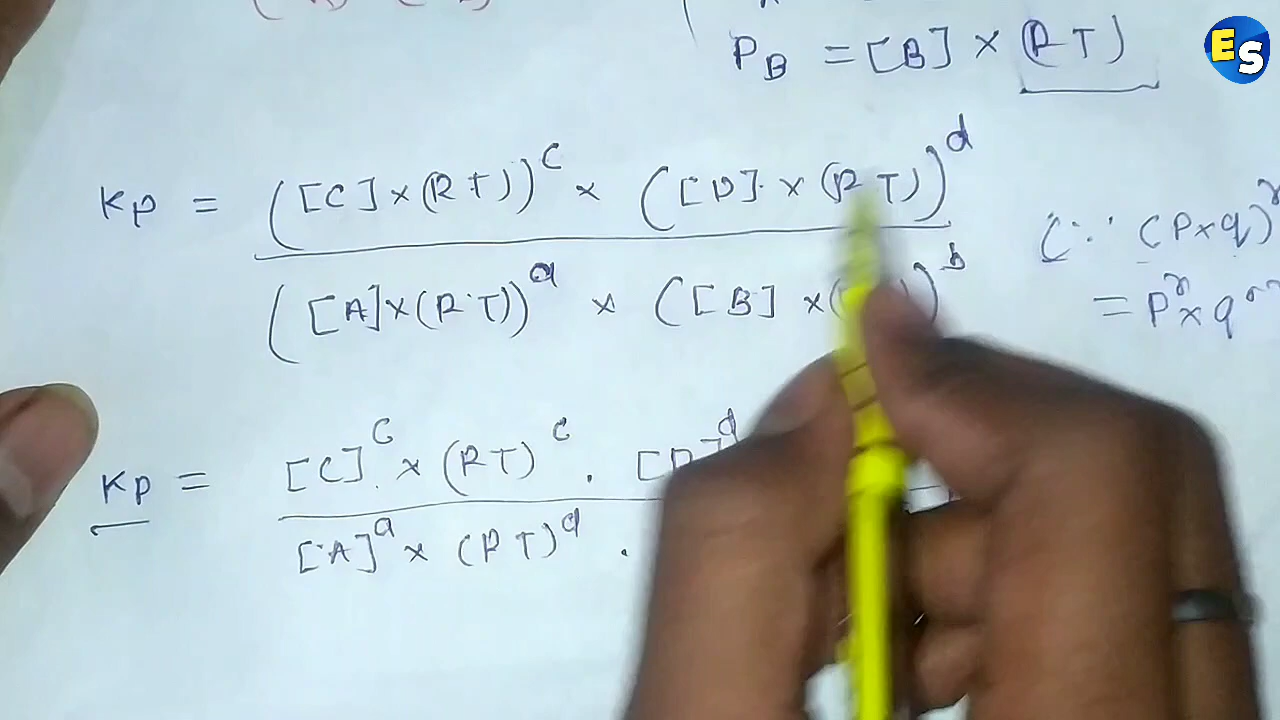 P_B = [B] × (RT)
ES
Kp = ([C] × (RT))^c × ([D] × (RT))^d
([A] × (RT))^a × ([B] ×
)^b
(∵ (P×q)^r
= P^r × q^r
Kp = [C]^c × (RT)^c . [D]^d
[A]^a × (RT)^a .